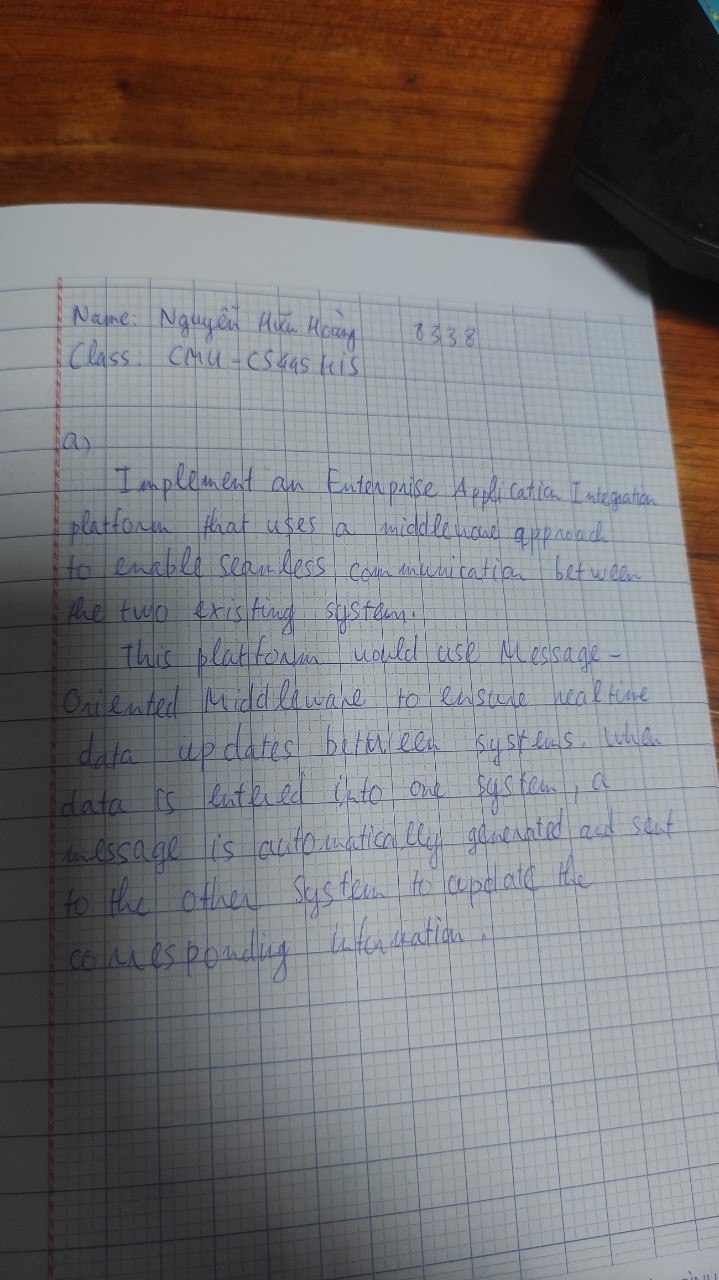 Name: Nguyễn Hữu Hoàng 8338
Class: CMU-CS445 HIS
a)
Implement an Enterprise Application Integration
platform that uses a middleware approach
to enable seamless communication between
the two existing system.
This platform would use Message-
Oriented Middleware to ensure realtime
data updates between systems. When
data is entered into one system, a
message is automatically generated and sent
to the other system to update the
corresponding information.